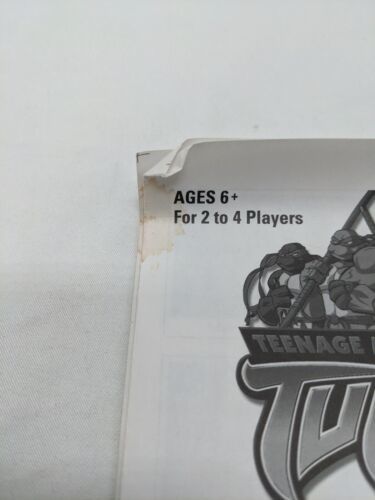 AGES 6+
For 2 to 4 Players
TEENAGE